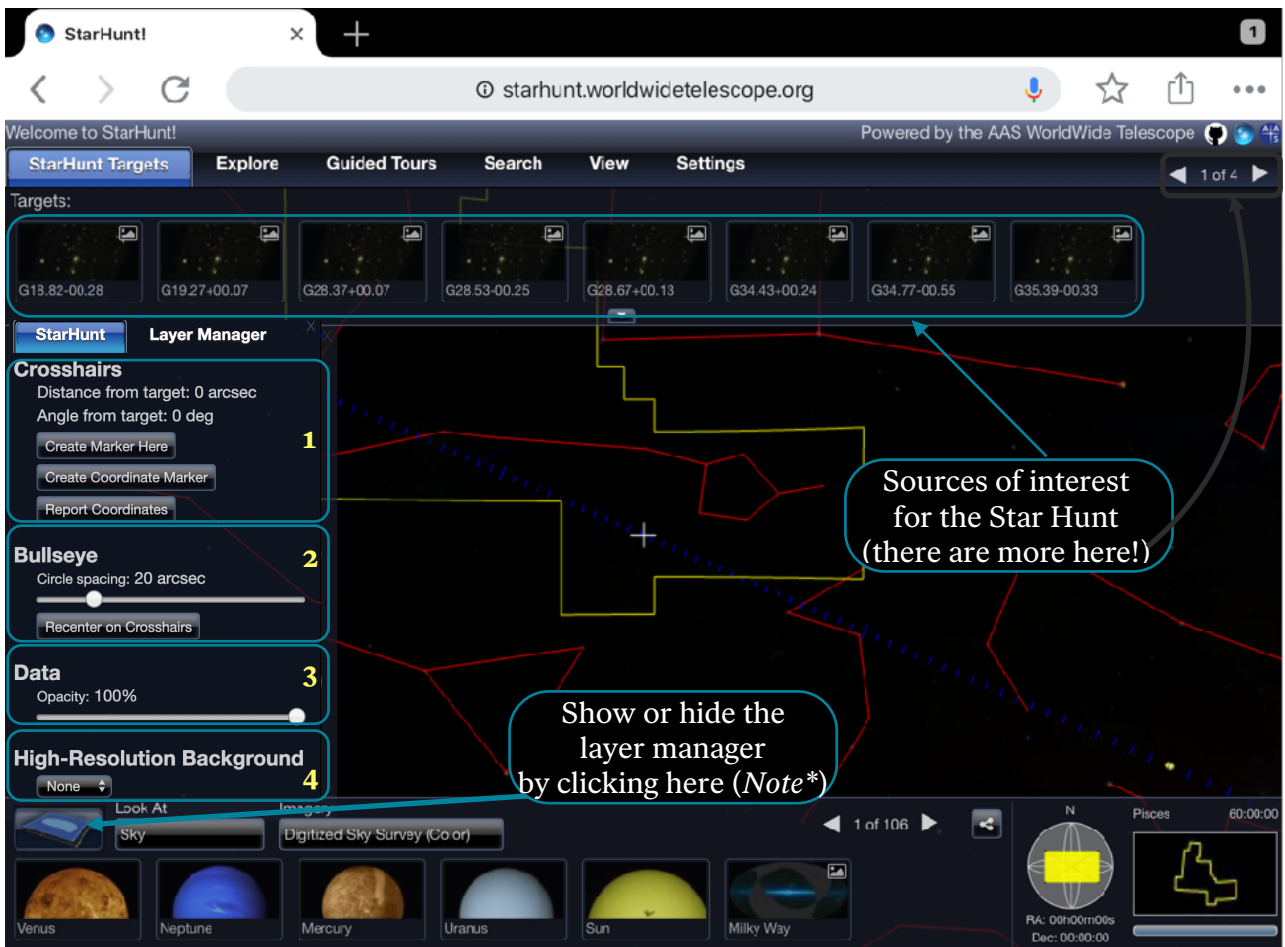 StarHunt!
1
starhunt.worldwidetelescope.org
Welcome to StarHunt!
Powered by the AAS WorldWide Telescope
StarHunt Targets Explore Guided Tours Search View Settings
1 of 4
Targets:
G18.82-00.28 G19.27+00.07 G28.37+00.07 G28.53-00.25 G28.67+00.13 G34.43+00.24 G34.77-00.55 G35.39-00.33
StarHunt Layer Manager X
Crosshairs
Distance from target: 0 arcsec
Angle from target: 0 deg
Create Marker Here
1
Create Coordinate Marker
Report Coordinates
Sources of interest
for the Star Hunt
(there are more here!)
Bullseye
2
Circle spacing: 20 arcsec
Recenter on Crosshairs
Data
3
Opacity: 100%
Show or hide the
layer manager
by clicking here (Note*)
High-Resolution Background
None
4
Look At Imagery
Sky Digitized Sky Survey (Color)
1 of 106
N
Pisces 60:00:00
Venus Neptune Mercury Uranus Sun Milky Way
RA: 00h00m00s
Dec: 00:00:00